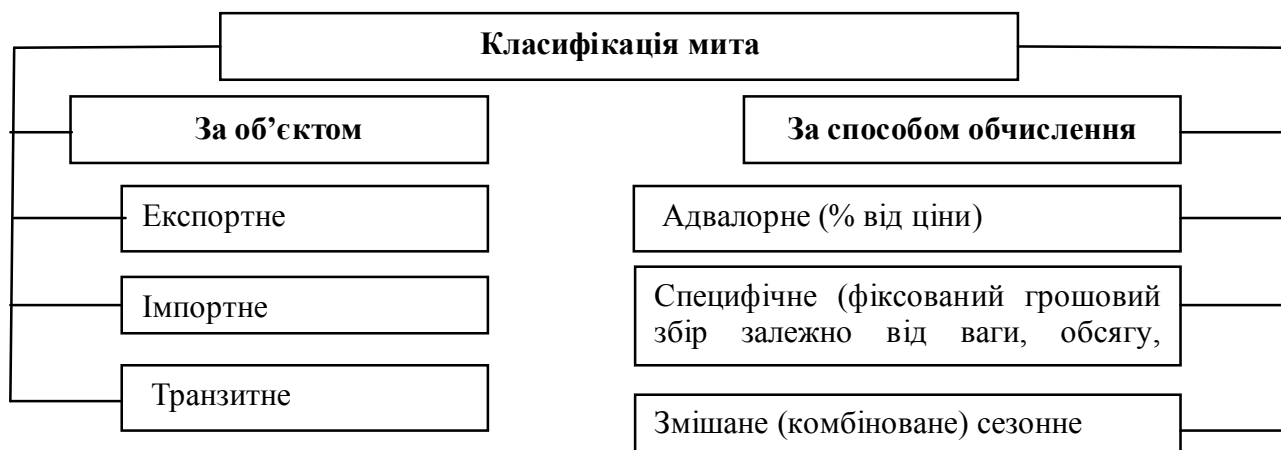 Класифікація мита
За об’єктом
Експортне
Імпортне
Транзитне
За способом обчислення
Адвалорне (% від ціни)
Специфічне (фіксований грошовий
збір залежно від ваги, обсягу,
Змішане (комбіноване) сезонне